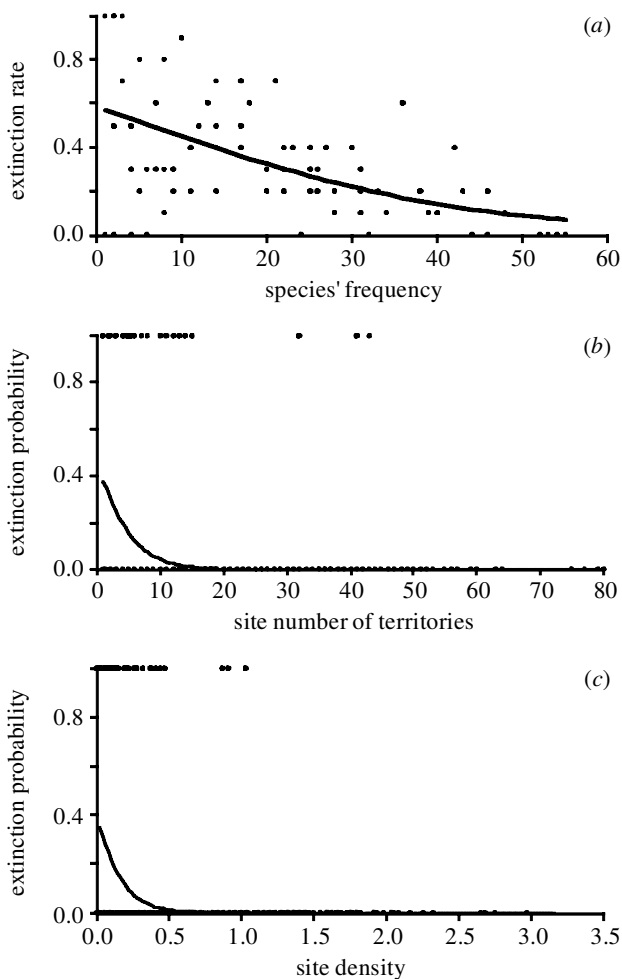 (a)
0.8
0.4
0.0
extinction rate
0 10 20 30 40 50 60
species' frequency
(b)
0.8
0.4
0.0
extinction probability
0 10 20 30 40 50 60 70 80
site number of territories
(c)
0.8
0.4
0.0
extinction probability
0.0 0.5 1.0 1.5 2.0 2.5 3.0 3.5
site density